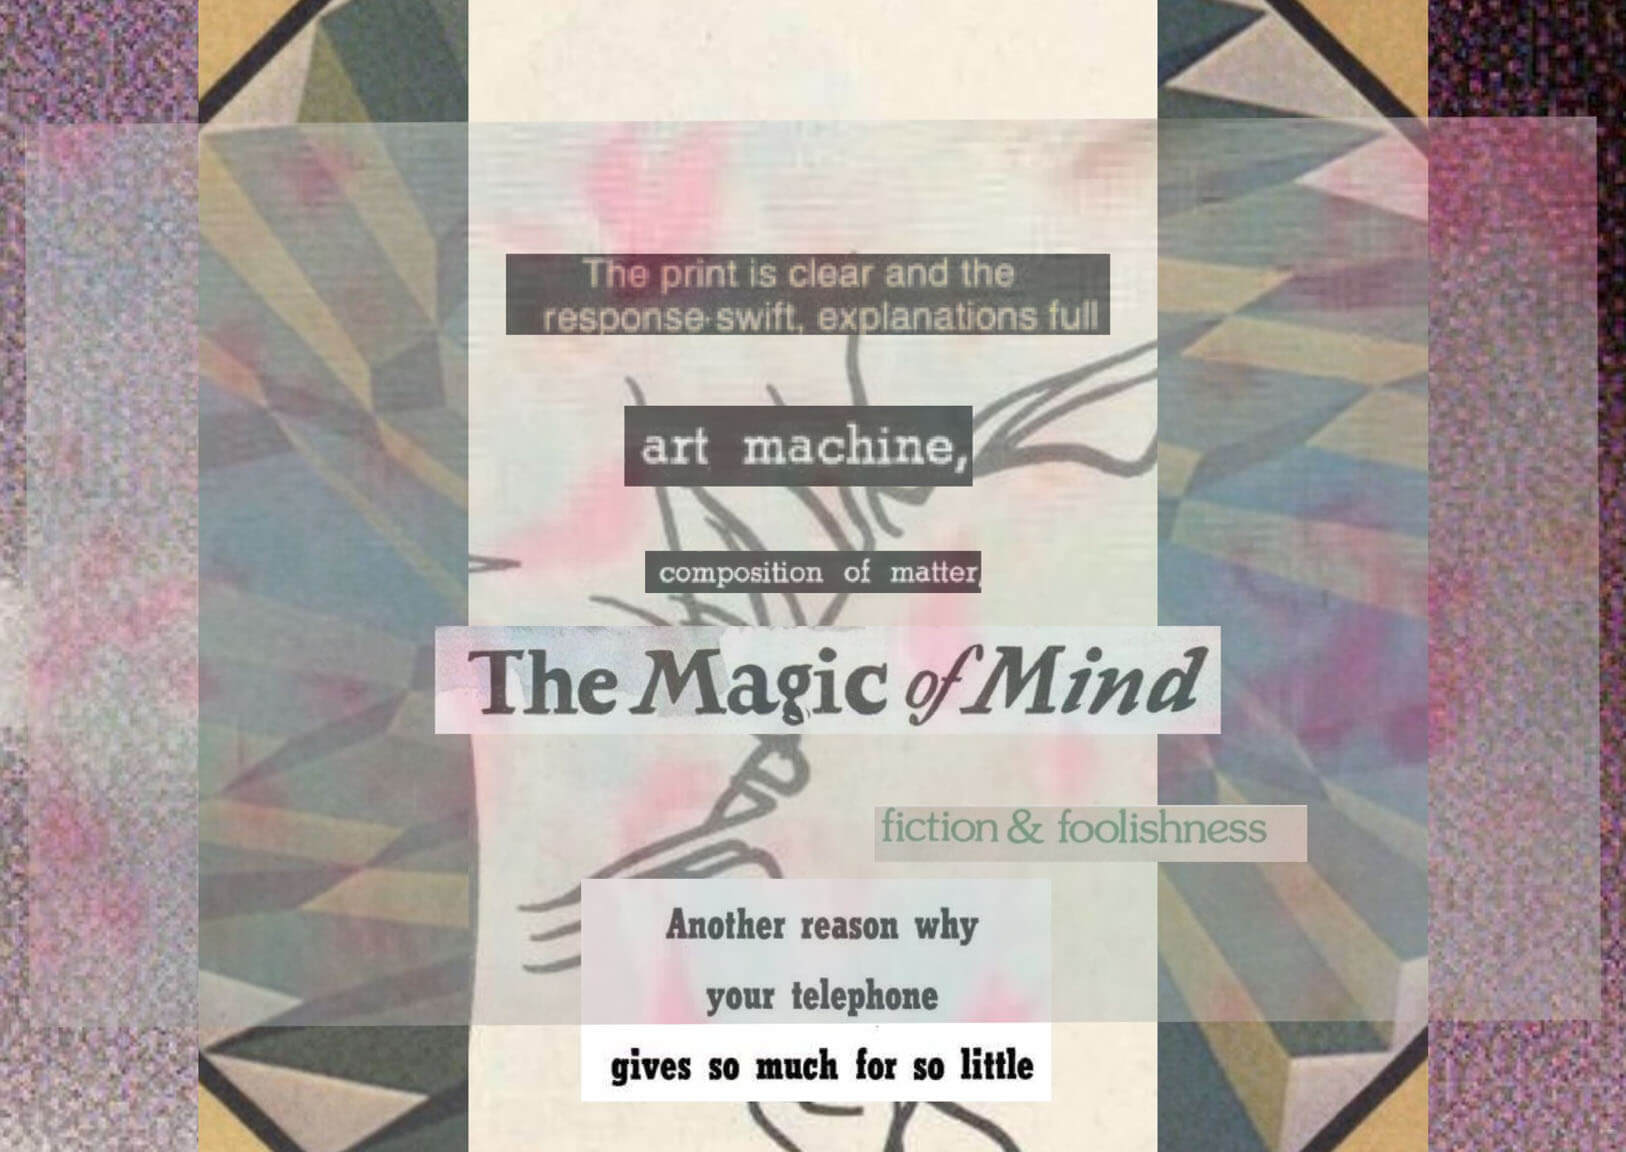 The print is clear and the
response swift, explanations full
art machine,
composition of matter,
The Magic of Mind
fiction & foolishness
Another reason why
your telephone
gives so much for so little